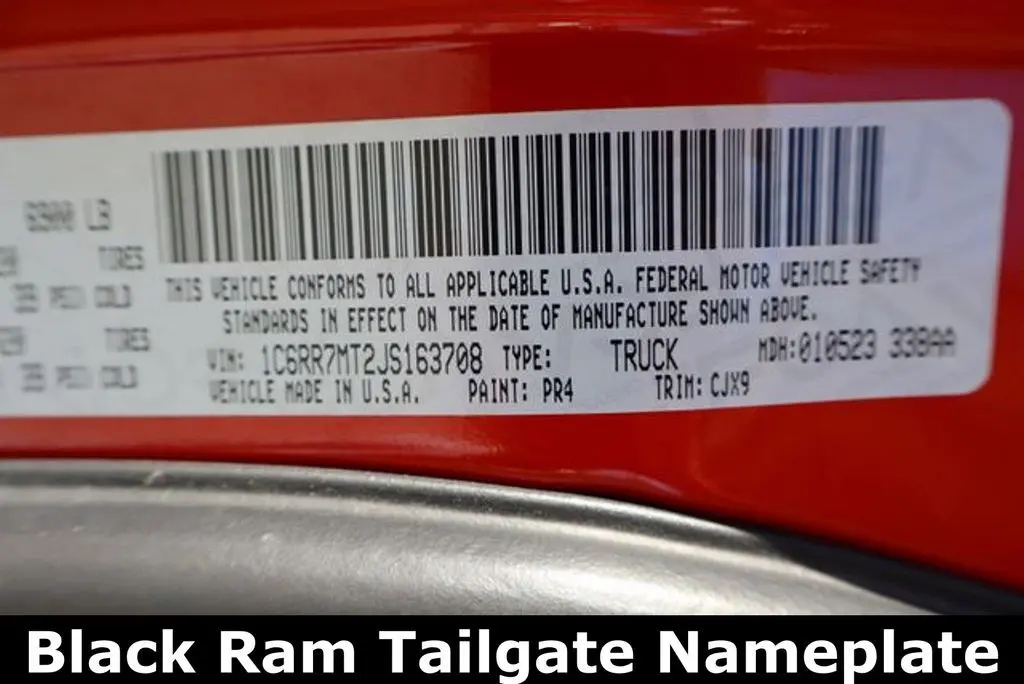 6900 LB
TIRES
COLD
TIRES
COLD
THIS VEHICLE CONFORMS TO ALL APPLICABLE U.S.A. FEDERAL MOTOR VEHICLE SAFETY
STANDARDS IN EFFECT ON THE DATE OF MANUFACTURE SHOWN ABOVE.
VIN: 1C6RR7MT2JS163708 TYPE: TRUCK MDH:010523 338AA
VEHICLE MADE IN U.S.A. PAINT: PR4 TRIM: CJX9
Black Ram Tailgate Nameplate